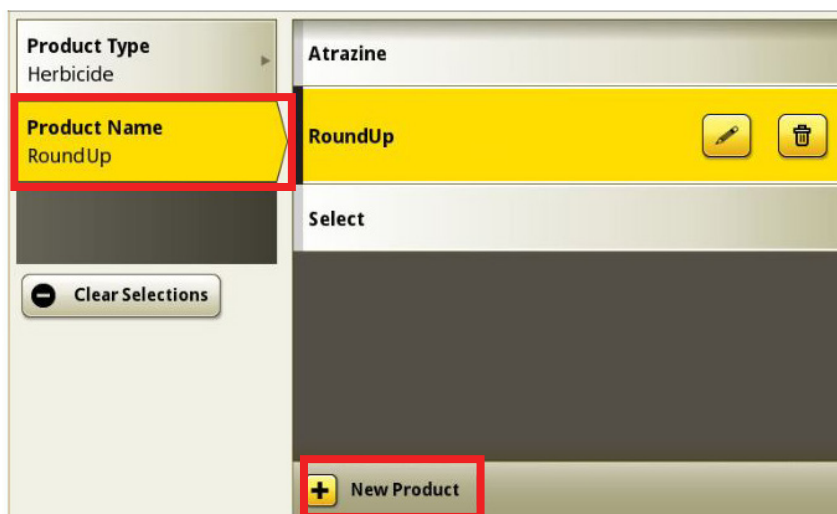 Product Type
Herbicide
Product Name
RoundUp
Clear Selections
Atrazine
RoundUp
Select
New Product